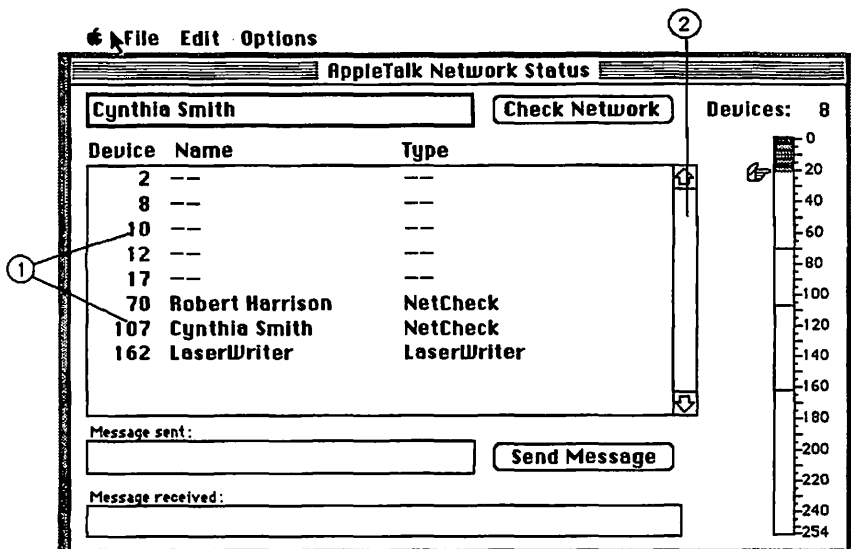 2
File Edit Options
AppleTalk Network Status
Cynthia Smith Check Network Devices: 8
Device Name Type
2 -- --
8 -- --
10 -- --
12 -- --
17 -- --
70 Robert Harrison NetCheck
107 Cynthia Smith NetCheck
162 LaserWriter LaserWriter
1
Message sent:
Send Message
Message received:
0
20
40
60
80
100
120
140
160
180
200
220
240
254